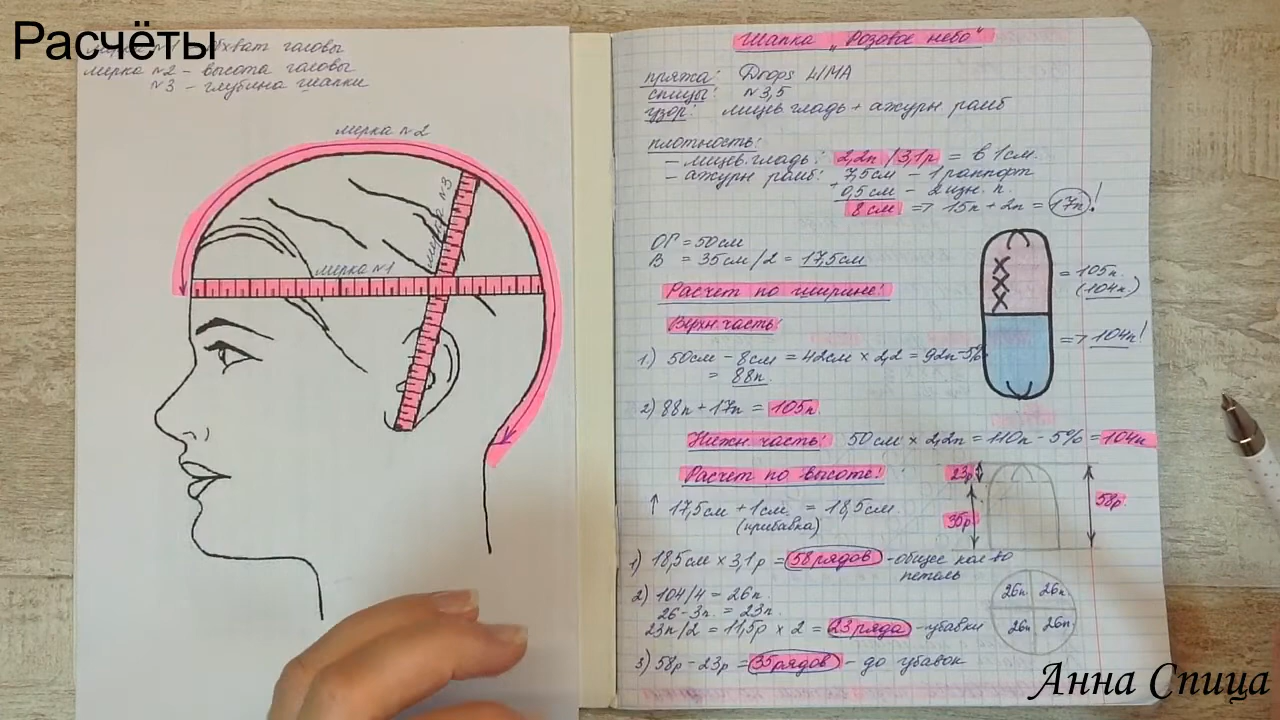 Расчёты
обхват головы
мерка №2 – высота головы
№3 – глубина шапки
мерка №2
мерка №3
мерка №1
Шапка „Розовое небо"
пряжа: Drops LIMA
спицы: №3,5
узор: лицев. гладь + ажурн. ромб
плотность:
– лицев. гладь: 2,2п / 3,1р = в 1см.
– ажурн ромб: 7,5см – 1 раппорт
+ 0,5см – 2 изн. п.
8см => 15п + 2п = 17п!
ОГ = 50см
В = 35см/2 = 17,5см
= 105п.
(104п.)
=> 104п!
Расчет по ширине!
Верхн часть:
1.) 50см – 8см = 42см × 2,2 = 92п – 5%
= 88п.
2) 88п + 17п = 105п.
Нижн часть: 50см × 2,2п = 110п – 5% = 104п
Расчет по высоте!
↑ 17,5см + 1см = 18,5см.
(прибавка)
23р
35р
58р.
1) 18,5см × 3,1р = 58 рядов – общее кол-во
петель
2) 104/4 = 26п.
26 – 3п. = 23п.
23п/2 = 11,5р × 2 = 23 ряда – убавки
3) 58р – 23р = 35 рядов – до убавок
26п. 26п.
26п 26п.
Анна Спица